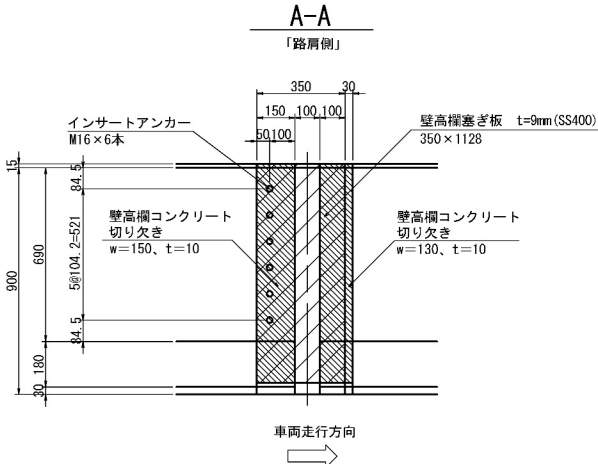 A-A
「路肩側」
350
30
150
100
100
50
100
インサートアンカー
M16×6本
壁高欄塞ぎ板 t=9mm(SS400)
350×1128
15
84.5
壁高欄コンクリート
切り欠き
w=150、t=10
壁高欄コンクリート
切り欠き
w=130、t=10
5@104.2=521
690
900
84.5
180
30
車両走行方向